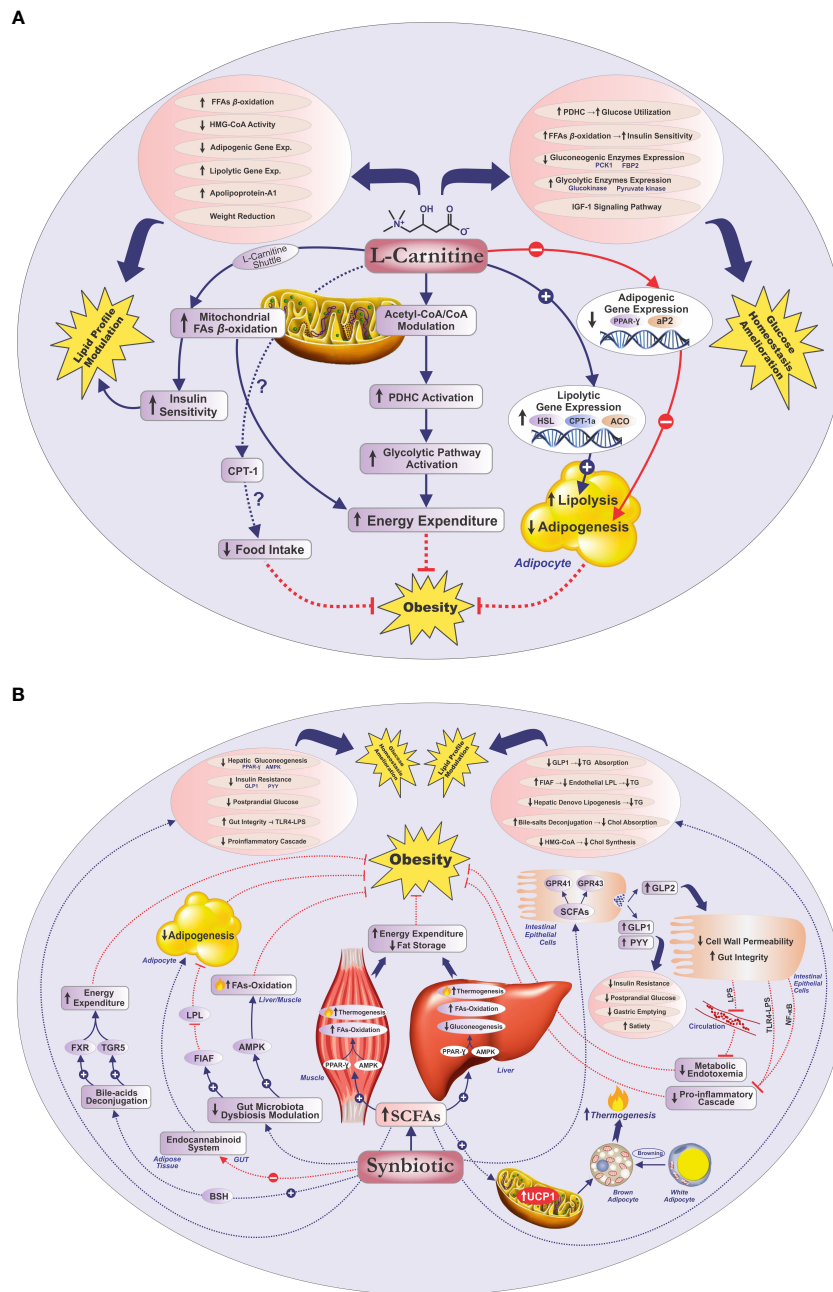 A
↑ FFAs β-oxidation
↓ HMG-CoA Activity
↓ Adipogenic Gene Exp.
↑ Lipolytic Gene Exp.
↑ Apolipoprotein-A1
Weight Reduction
↑ PDHC → ↑ Glucose Utilization
↑ FFAs β-oxidation → ↑ Insulin Sensitivity
↓ Gluconeogenic Enzymes Expression
PCK1 FBP2
↑ Glycolytic Enzymes Expression
Glucokinase Pyruvate kinase
IGF-1 Signaling Pathway
OH
O
N+
O-
L-Carnitine
L-Carnitine
Shuttle
Lipid Profile
Modulation
↑ Mitochondrial
FAs β-oxidation
Acetyl-CoA/CoA
Modulation
Adipogenic
Gene Expression
↓ PPAR-γ aP2
Glucose
Homeostasis
Amelioration
↑ Insulin
Sensitivity
?
↑ PDHC Activation
Lipolytic
Gene Expression
↑ HSL CPT-1a ACO
↑ Glycolytic Pathway
Activation
CPT-1
?
↑ Lipolysis
↓ Adipogenesis
↑ Energy Expenditure
↓ Food Intake
Adipocyte
Obesity
B
↓ Hepatic Gluconeogenesis
PPAR-γ AMPK
↓ Insulin Resistance
GLP1 PYY
↓ Postprandial Glucose
↑ Gut Integrity → TLR4-LPS
↓ Proinflammatory Cascade
Glucose
Homeostasis
Ameliorationn
Lipid Profile
Modulation
↓ GLP1 → ↓ TG Absorption
↑ FIAF → ↓ Endothelial LPL → ↓ TG
↓ Hepatic Denovo Lipogenesis → ↓ TG
↑ Bile-salts Deconjugation → ↓ Chol Absorption
↓ HMG-CoA → ↓ Chol Synthesis
Obesity
GPR41 GPR43
SCFAs
Intestinal
Epithelial
Cells
↑ GLP2
↑ GLP1
↑ PYY
↓ Cell Wall Permeability
↑ Gut Integrity
Intestinal
Epithelial
Cells
↓ Adipogenesis
Adipocyte
↑ Energy Expenditure
↓ Fat Storage
↑ FAs-Oxidation
Liver/Muscle
↑ Energy
Expenditure
LPL
↑ Thermogenesis
↑ FAs-Oxidation
PPAR-γ AMPK
Muscle
↑ Thermogenesis
↑ FAs-Oxidation
↓ Gluconeogenesis
PPAR-γ AMPK
Liver
↓ Insulin Resistance
↓ Postprandial Glucose
↓ Gastric Emptying
↑ Satiety
LPS
Circulation
TLR4-LPS
NF-κB
FXR TGR5
FIAF
AMPK
↓ Metabolic
Endotoxemia
↓ Pro-inflammatory
Cascade
Bile-acids
Deconjugation
↓ Gut Microbiota
Dysbiosis Modulation
↑ SCFAs
↑ Thermogenesis
Endocannabinoid
System
Adipose
Tissue
GUT
Synbiotic
BSH
↑UCP1
Browning
Brown
Adipocyte
White
Adipocyte